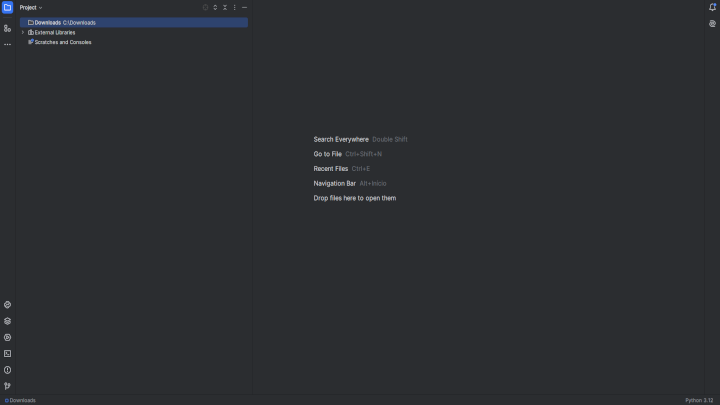 Project
Downloads C:\Downloads
External Libraries
Scratches and Consoles
Search Everywhere Double Shift
Go to File Ctrl+Shift+N
Recent Files Ctrl+E
Navigation Bar Alt+Inicio
Drop files here to open them
Downloads
Python 3.12